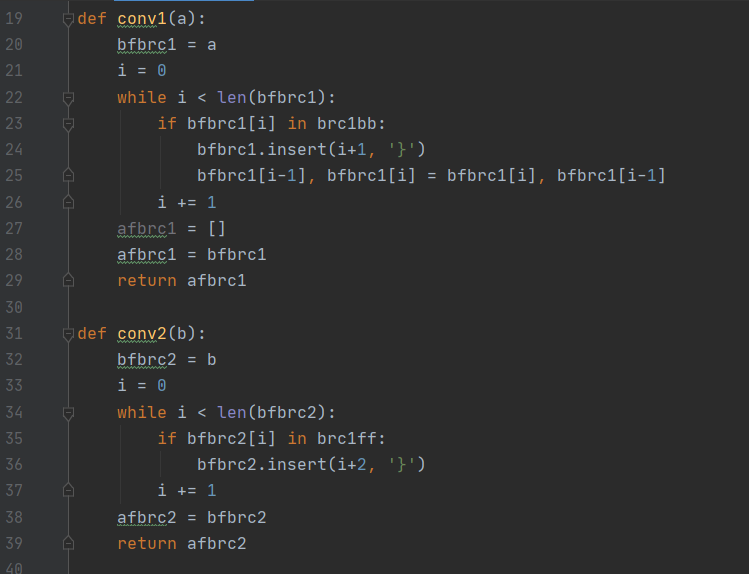 19 def conv1(a):
20     bfbrc1 = a
21     i = 0
22     while i < len(bfbrc1):
23         if bfbrc1[i] in brc1bb:
24             bfbrc1.insert(i+1, '}')
25             bfbrc1[i-1], bfbrc1[i] = bfbrc1[i], bfbrc1[i-1]
26         i += 1
27     afbrc1 = []
28     afbrc1 = bfbrc1
29     return afbrc1
30
31 def conv2(b):
32     bfbrc2 = b
33     i = 0
34     while i < len(bfbrc2):
35         if bfbrc2[i] in brc1ff:
36             bfbrc2.insert(i+2, '}')
37         i += 1
38     afbrc2 = bfbrc2
39     return afbrc2
40